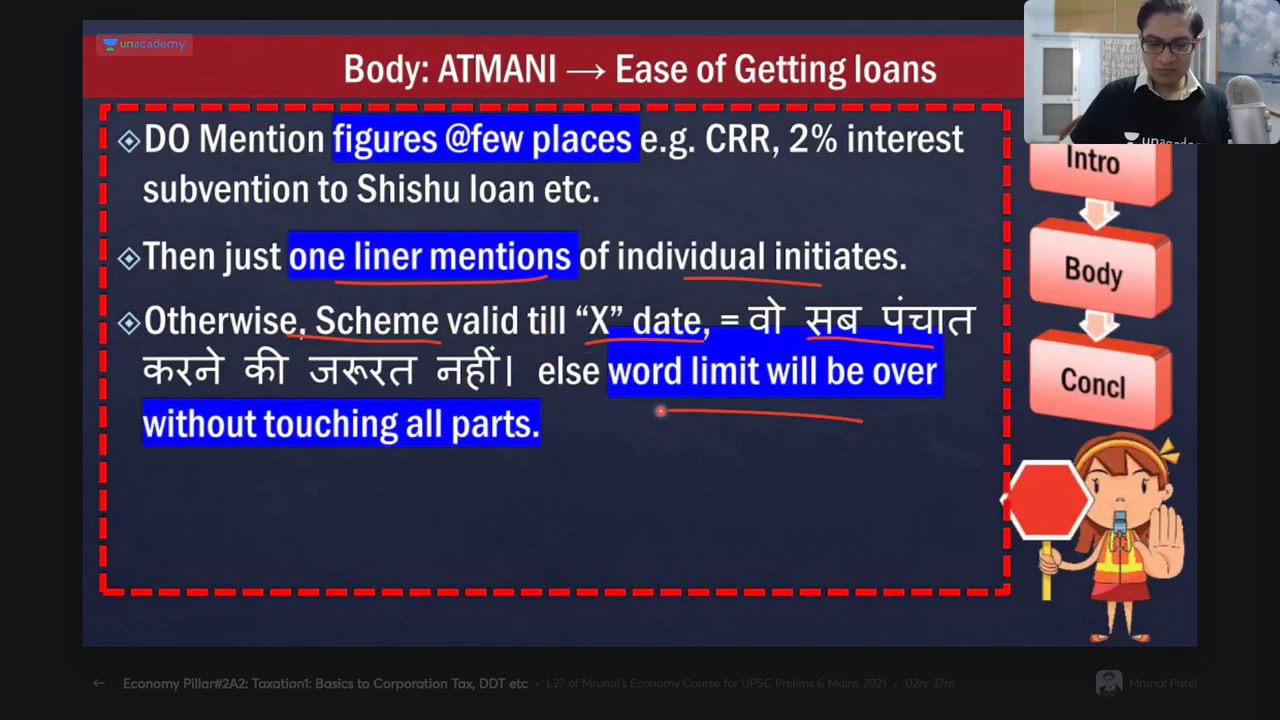 unacademy
Body: ATMANI → Ease of Getting loans
DO Mention figures @few places e.g. CRR, 2% interest
subvention to Shishu loan etc.
Then just one liner mentions of individual initiates.
Otherwise, Scheme valid till “X” date, = वो सब पंचात
करने की जरूरत नहीं। else word limit will be over
without touching all parts.
Intro
Body
Concl
← Economy Pillar#2A2: Taxation1: Basics to Corporation Tax, DDT etc • L27 of Mrunal's Economy Course for UPSC Prelims & Mains 2021 • 02hr 37m
Mrunal Patel